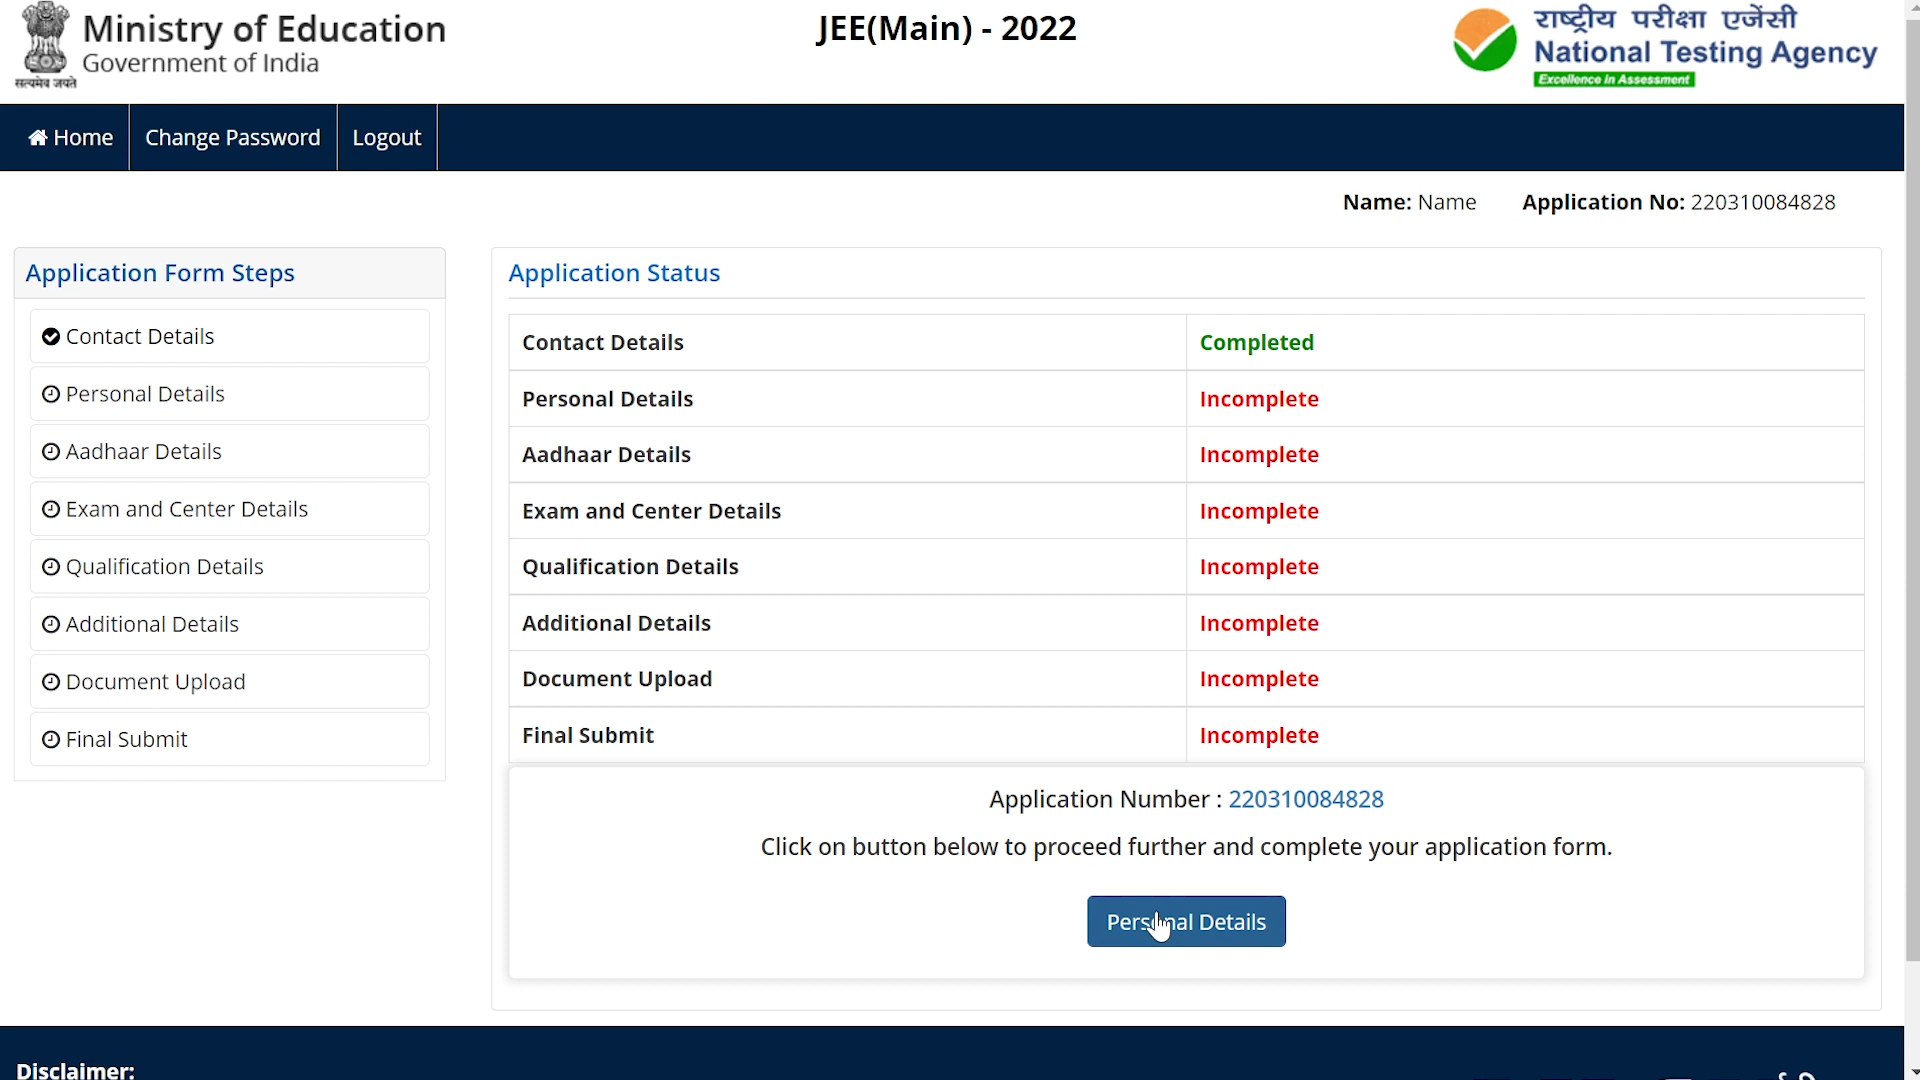 Ministry of Education
Government of India
सत्यमेव जयते
JEE(Main) - 2022
राष्ट्रीय परीक्षा एजेंसी
National Testing Agency
Excellence in Assessment
Home
Change Password
Logout
Name: Name
Application No: 220310084828
Application Form Steps
Contact Details
Personal Details
Aadhaar Details
Exam and Center Details
Qualification Details
Additional Details
Document Upload
Final Submit
Application Status
Contact Details Completed
Personal Details Incomplete
Aadhaar Details Incomplete
Exam and Center Details Incomplete
Qualification Details Incomplete
Additional Details Incomplete
Document Upload Incomplete
Final Submit Incomplete
Application Number : 220310084828
Click on button below to proceed further and complete your application form.
Personal Details
Disclaimer: